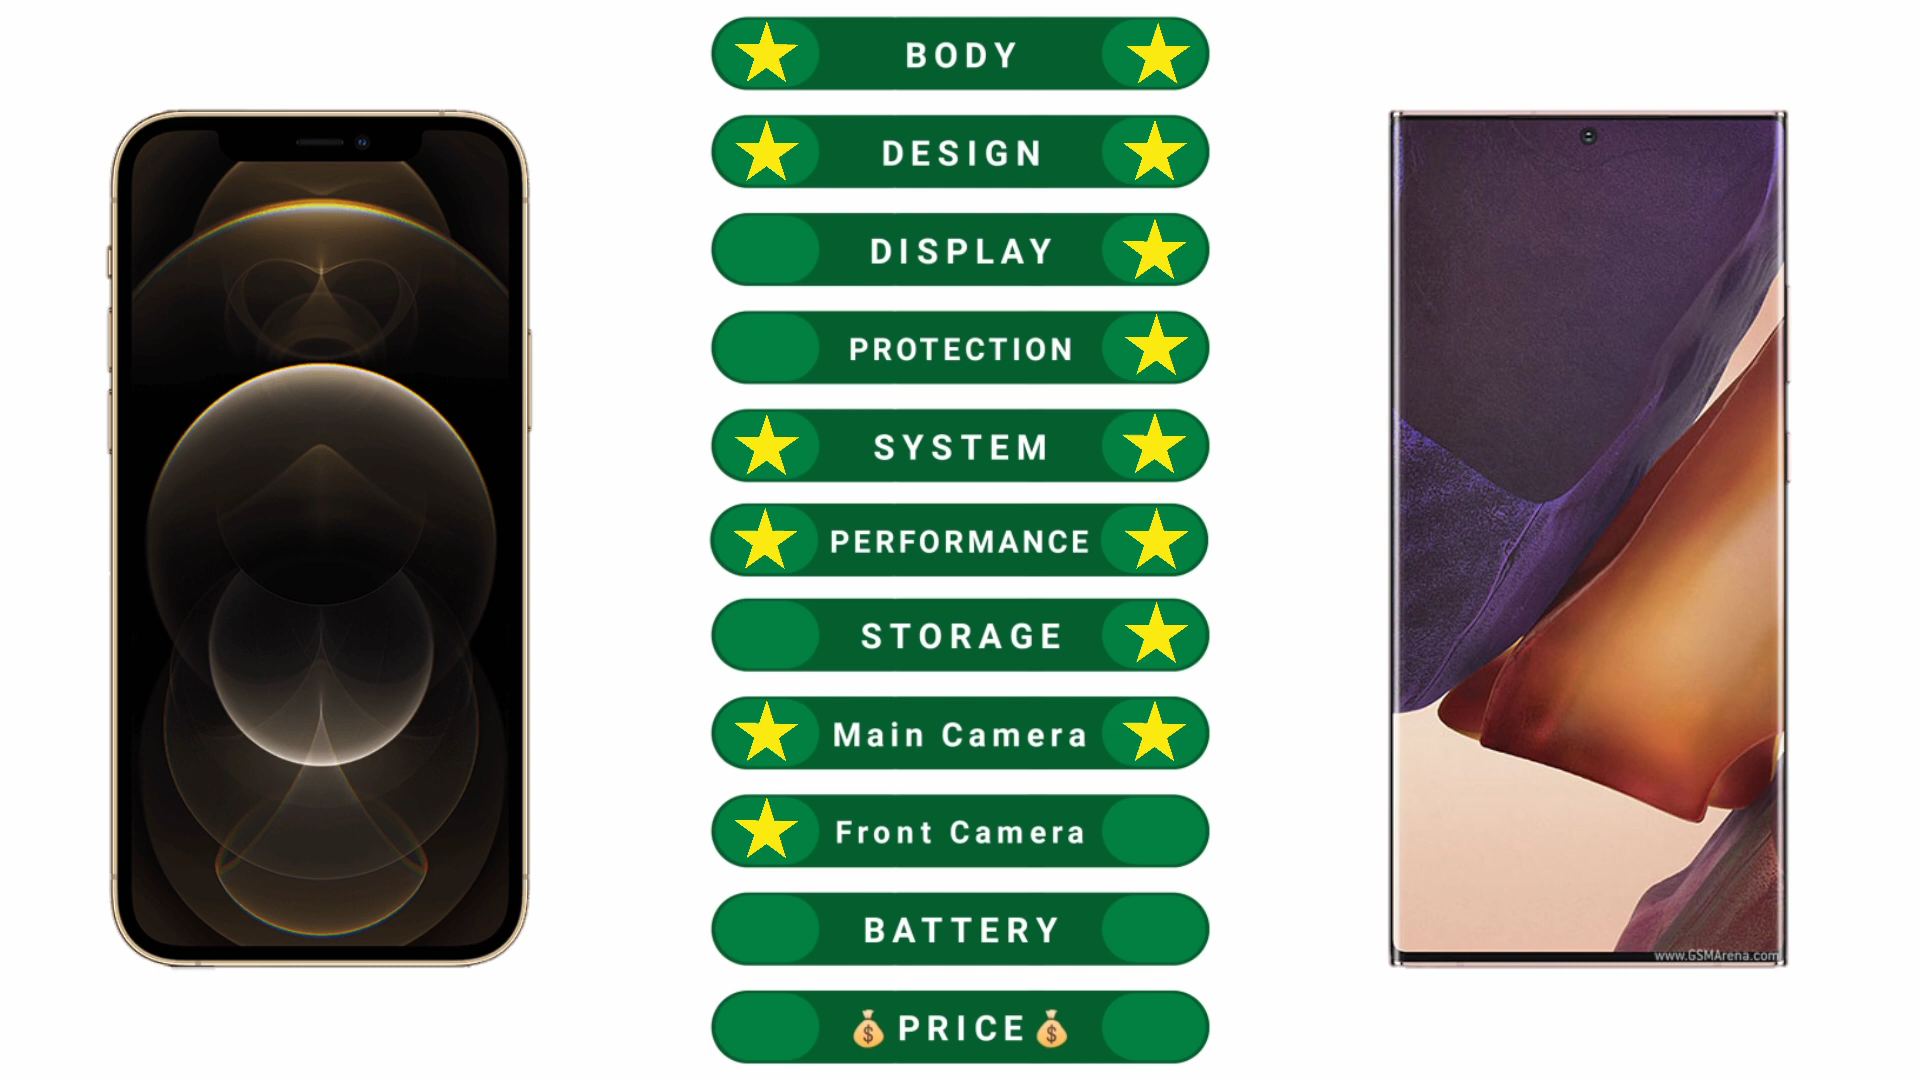 BODY
DESIGN
DISPLAY
PROTECTION
SYSTEM
PERFORMANCE
STORAGE
Main Camera
Front Camera
BATTERY
$ PRICE $
www.GSMArena.com